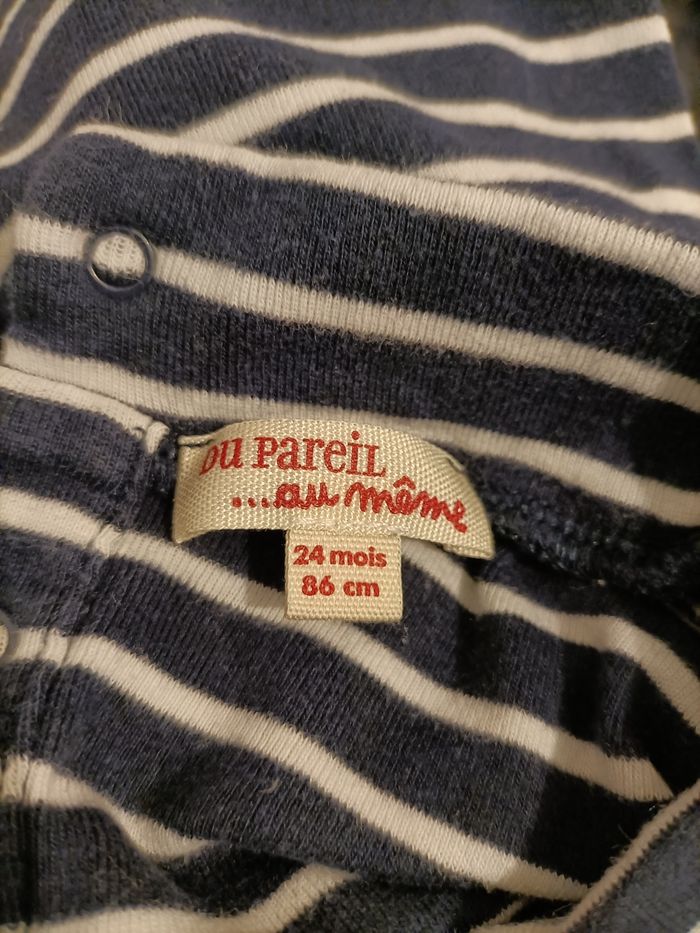 DU PAREIL
...au même
24 mois
86 cm